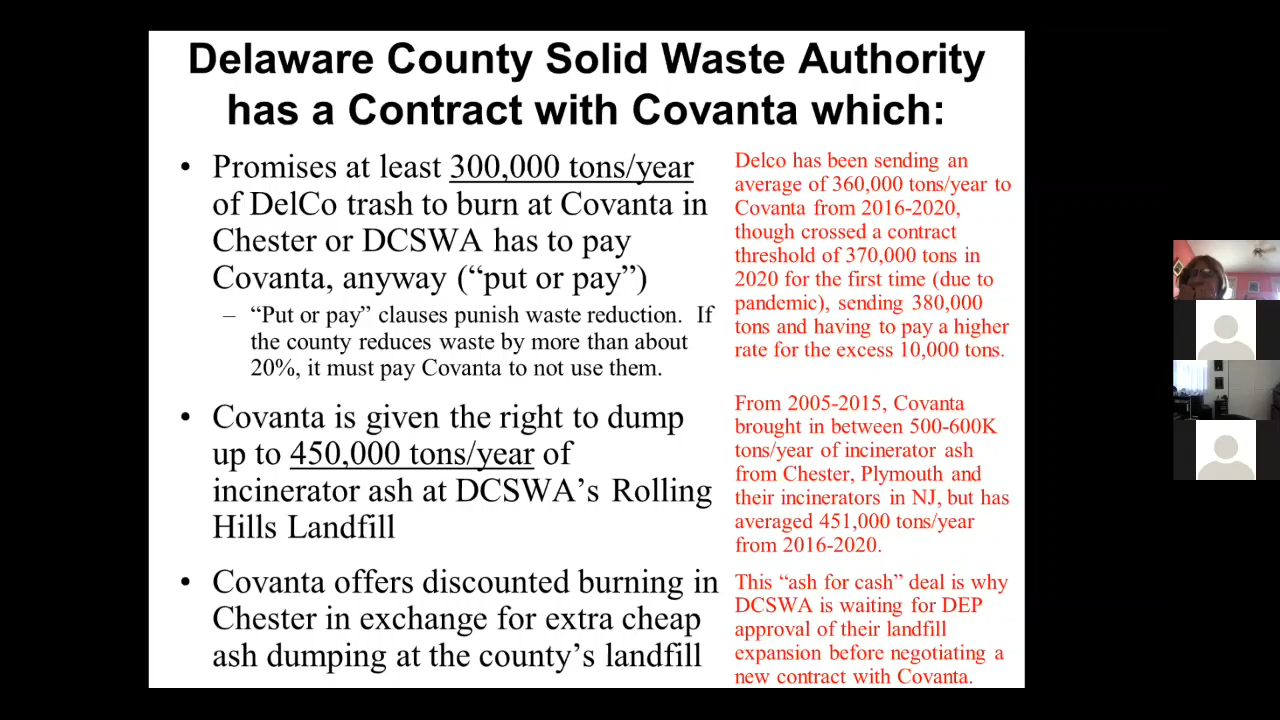 Delaware County Solid Waste Authority
has a Contract with Covanta which:
• Promises at least 300,000 tons/year
of DelCo trash to burn at Covanta in
Chester or DCSWA has to pay
Covanta, anyway (“put or pay”)
– “Put or pay” clauses punish waste reduction. If
the county reduces waste by more than about
20%, it must pay Covanta to not use them.
• Covanta is given the right to dump
up to 450,000 tons/year of
incinerator ash at DCSWA’s Rolling
Hills Landfill
• Covanta offers discounted burning in
Chester in exchange for extra cheap
ash dumping at the county’s landfill
Delco has been sending an
average of 360,000 tons/year to
Covanta from 2016-2020,
though crossed a contract
threshold of 370,000 tons in
2020 for the first time (due to
pandemic), sending 380,000
tons and having to pay a higher
rate for the excess 10,000 tons.
From 2005-2015, Covanta
brought in between 500-600K
tons/year of incinerator ash
from Chester, Plymouth and
their incinerators in NJ, but has
averaged 451,000 tons/year
from 2016-2020.
This “ash for cash” deal is why
DCSWA is waiting for DEP
approval of their landfill
expansion before negotiating a
new contract with Covanta.